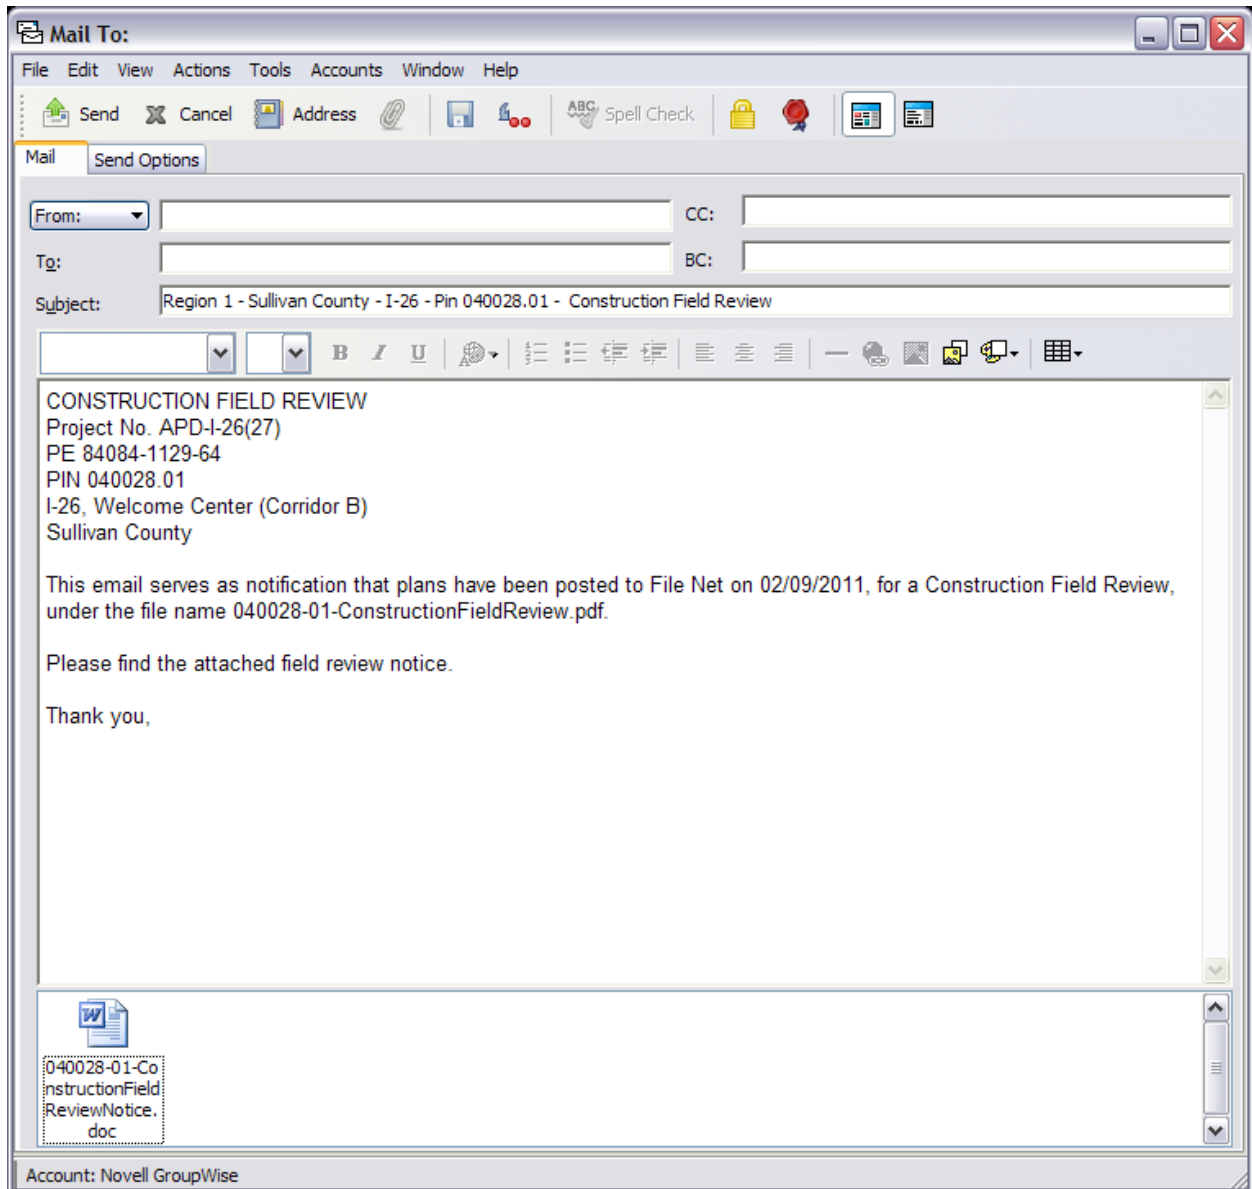 Mail To:
File Edit View Actions Tools Accounts Window Help
Send Cancel Address ABC Spell Check
Mail Send Options
From: CC:
To: BC:
Subject: Region 1 - Sullivan County - I-26 - Pin 040028.01 - Construction Field Review
B I U
CONSTRUCTION FIELD REVIEW
Project No. APD-I-26(27)
PE 84084-1129-64
PIN 040028.01
I-26, Welcome Center (Corridor B)
Sullivan County
This email serves as notification that plans have been posted to File Net on 02/09/2011, for a Construction Field Review,
under the file name 040028-01-ConstructionFieldReview.pdf.
Please find the attached field review notice.
Thank you,
W
040028-01-Co
nstructionField
ReviewNotice.
doc
Account: Novell GroupWise